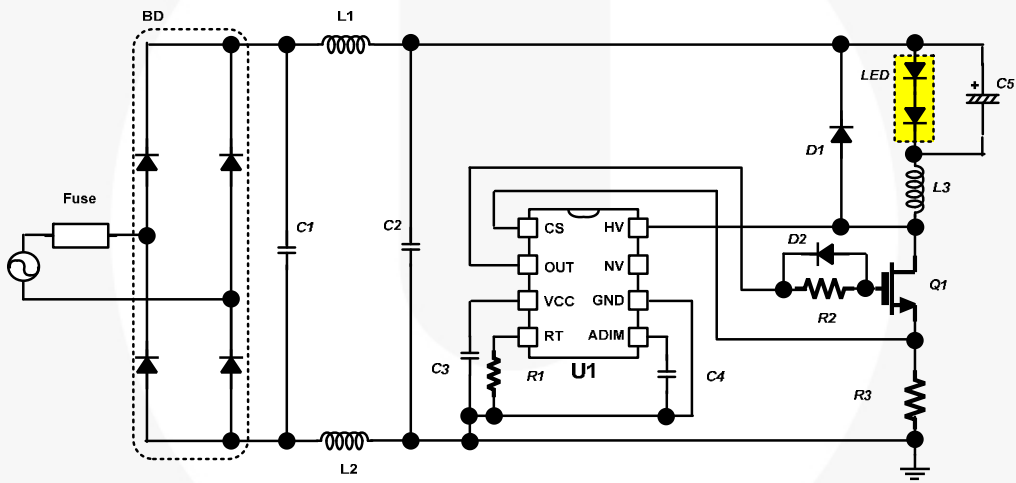 BD
L1
LED
+
C5
D1
Fuse
L3
C1
C2
CS
HV
D2
OUT
NV
Q1
VCC
GND
R2
RT
ADIM
C3
R1
U1
C4
R3
L2